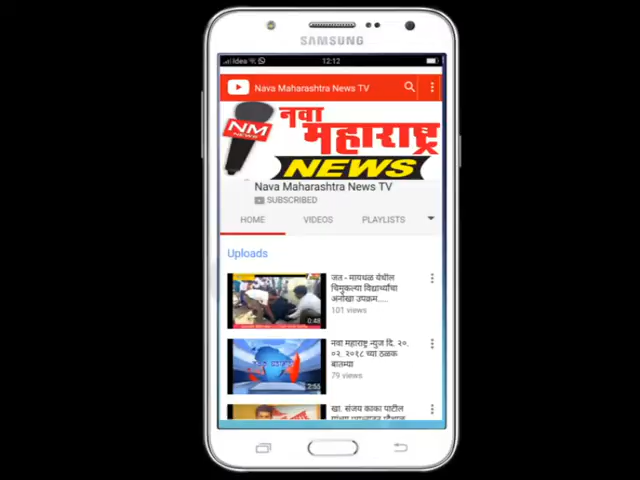 SAMSUNG
Idea
12:12
Nava Maharashtra News TV
NM
NEWS
नवा
महाराष्ट्र
NEWS
Nava Maharashtra News TV
SUBSCRIBED
HOME VIDEOS PLAYLISTS
Uploads
जत - मायथळ येथील
चिमुकल्या विद्यार्थ्यांचा
अनोखा उपक्रम.....
101 views
0:48
नवा महाराष्ट्र न्युज दि. २०.
०२. २०१८ च्या ठळक
बातम्या
79 views
2:55
खा. संजय काका पाटील